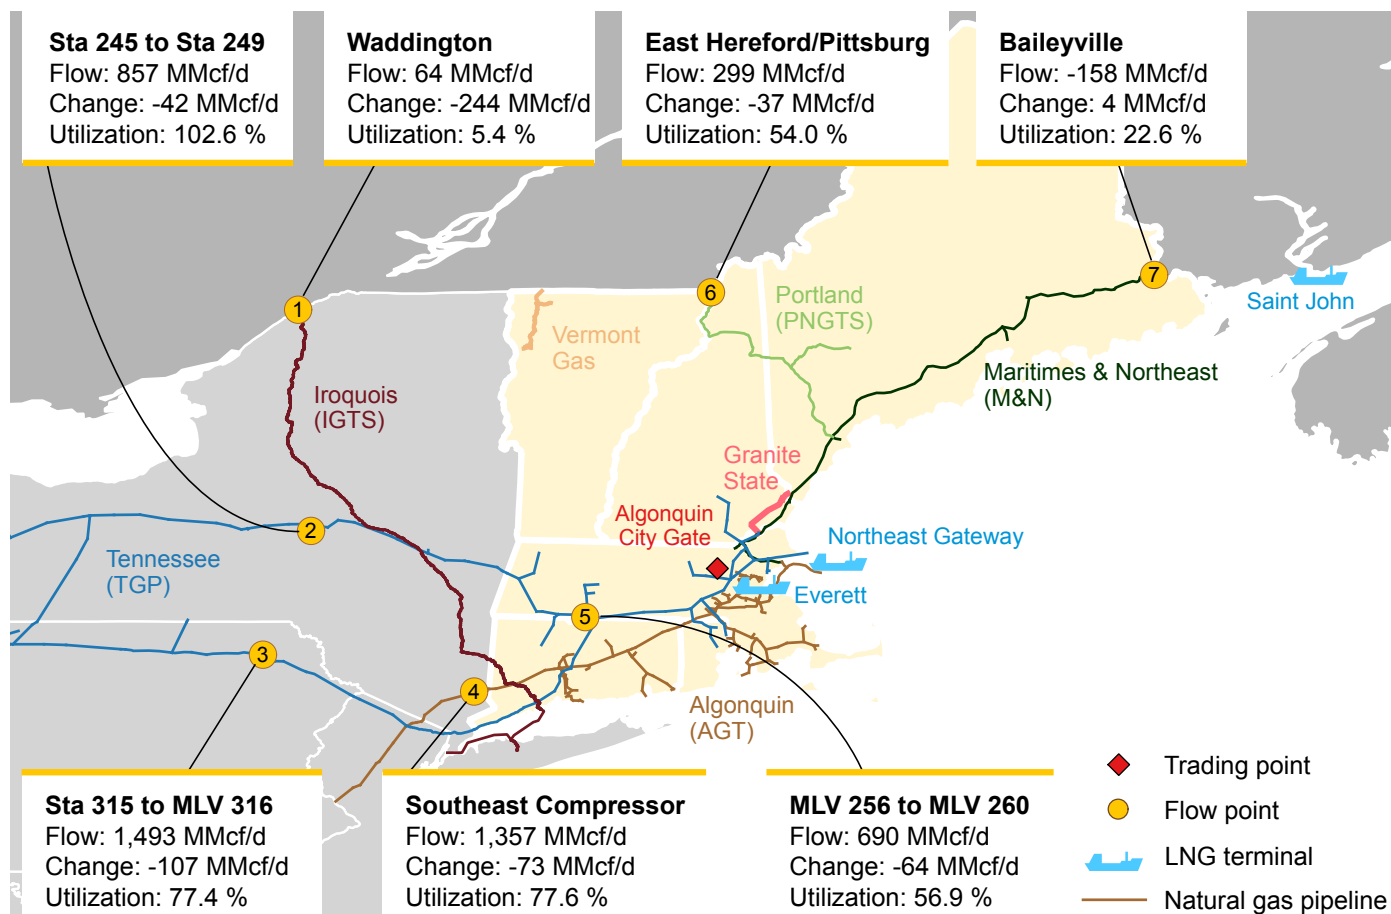 Sta 245 to Sta 249
Flow: 857 MMcf/d
Change: -42 MMcf/d
Utilization: 102.6 %
Waddington
Flow: 64 MMcf/d
Change: -244 MMcf/d
Utilization: 5.4 %
East Hereford/Pittsburg
Flow: 299 MMcf/d
Change: -37 MMcf/d
Utilization: 54.0 %
Baileyville
Flow: -158 MMcf/d
Change: 4 MMcf/d
Utilization: 22.6 %
1
6
7
Portland
(PNGTS)
Saint John
Vermont
Gas
Maritimes & Northeast
(M&N)
Iroquois
(IGTS)
Granite
State
Algonquin
City Gate
2
Northeast Gateway
Tennessee
(TGP)
Everett
5
3
4
Algonquin
(AGT)
Sta 315 to MLV 316
Flow: 1,493 MMcf/d
Change: -107 MMcf/d
Utilization: 77.4 %
Southeast Compressor
Flow: 1,357 MMcf/d
Change: -73 MMcf/d
Utilization: 77.6 %
MLV 256 to MLV 260
Flow: 690 MMcf/d
Change: -64 MMcf/d
Utilization: 56.9 %
Trading point
Flow point
LNG terminal
Natural gas pipeline